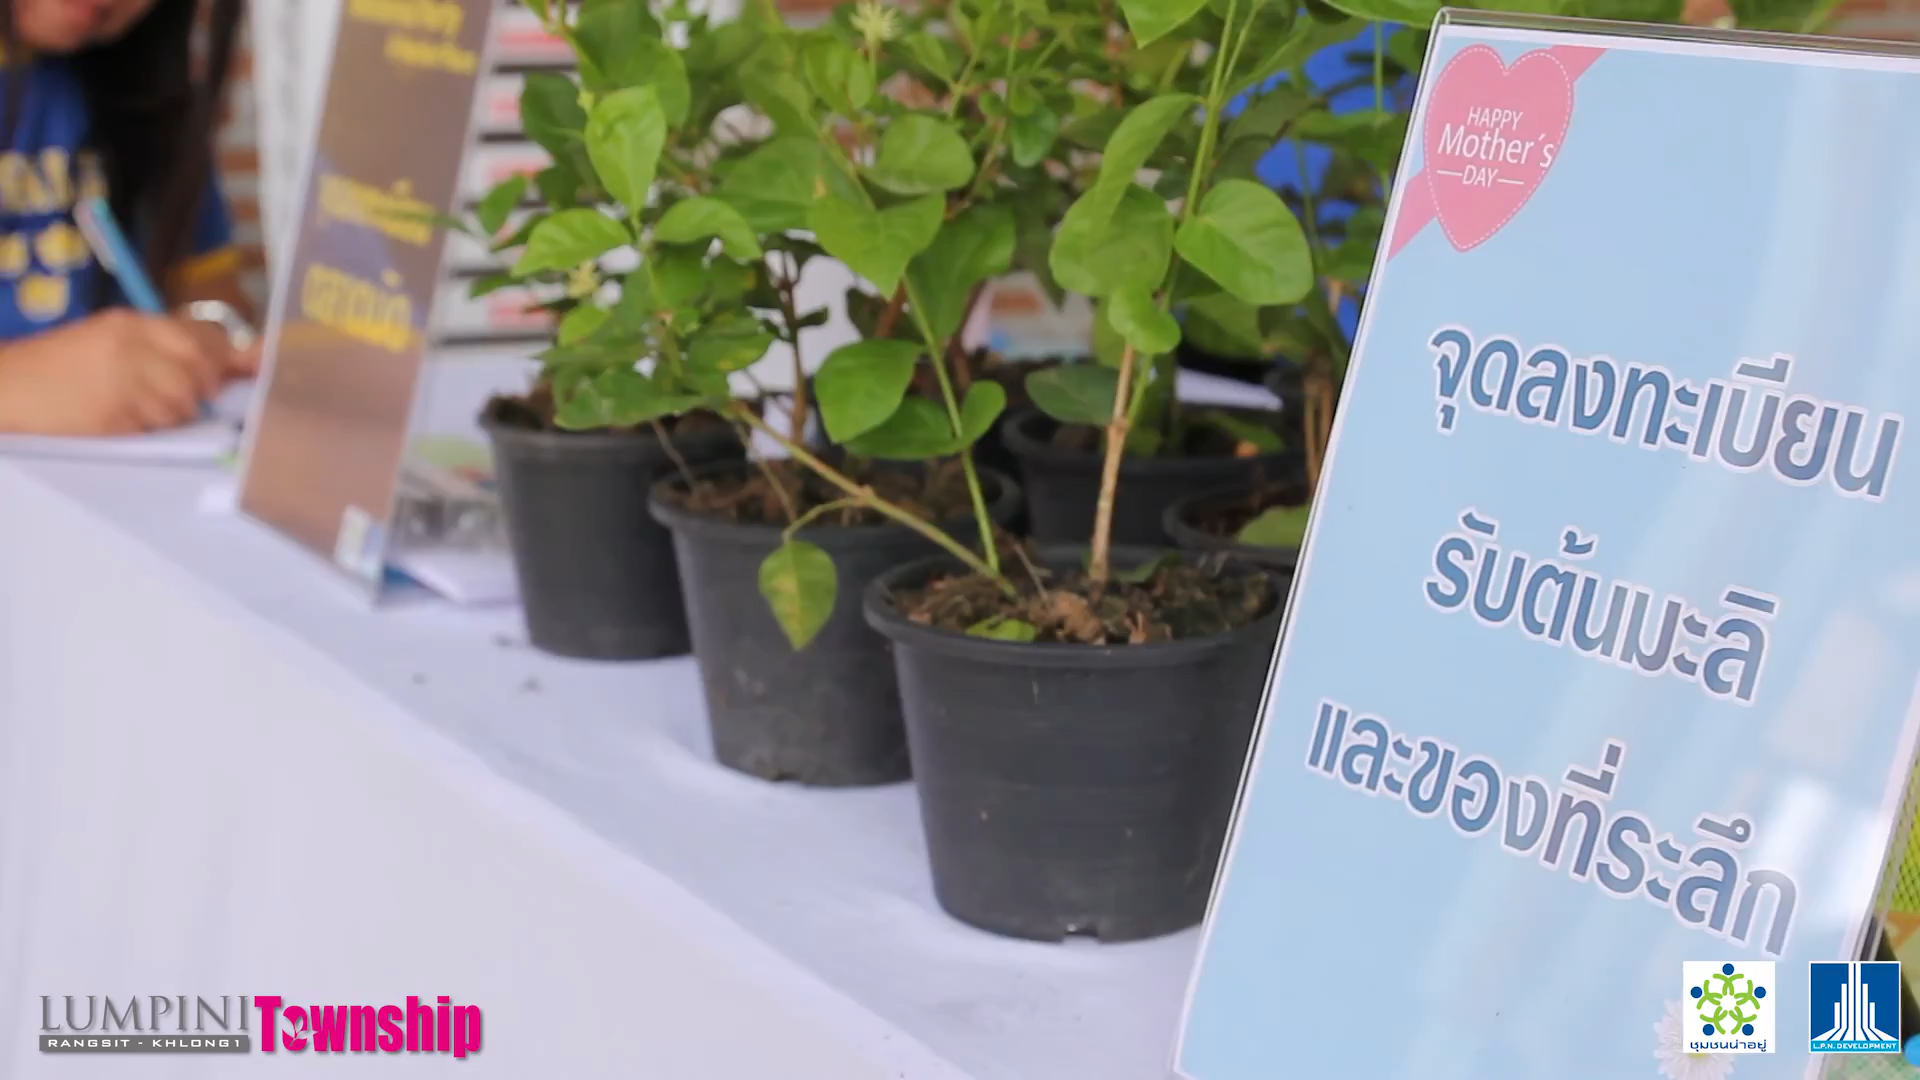 HAPPY
Mother's
DAY
จุดลงทะเบียน
รับต้นมะลิ
และของที่ระลึก
LUMPINI Township
RANGSIT - KHLONG1
ชุมชนน่าอยู่
L.P.N. DEVELOPMENT